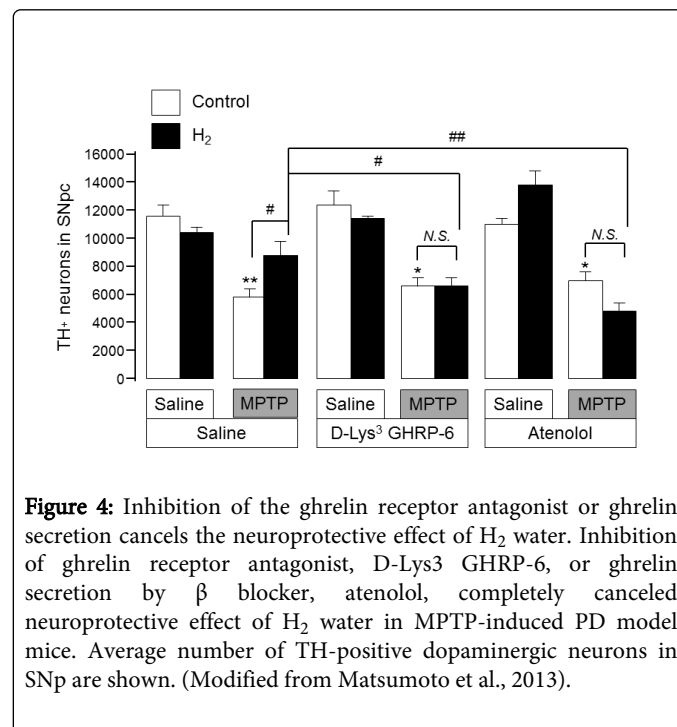 Control
H₂
##
#
#
N.S.
N.S.
**
*
*
TH⁺ neurons in SNpc
16000
14000
12000
10000
8000
6000
4000
2000
0
Saline MPTP Saline MPTP Saline MPTP
Saline D-Lys³ GHRP-6 Atenolol
Figure 4: Inhibition of the ghrelin receptor antagonist or ghrelin
secretion cancels the neuroprotective effect of H₂ water. Inhibition
of ghrelin receptor antagonist, D-Lys3 GHRP-6, or ghrelin
secretion by β blocker, atenolol, completely canceled
neuroprotective effect of H₂ water in MPTP-induced PD model
mice. Average number of TH-positive dopaminergic neurons in
SNp are shown. (Modified from Matsumoto et al., 2013).